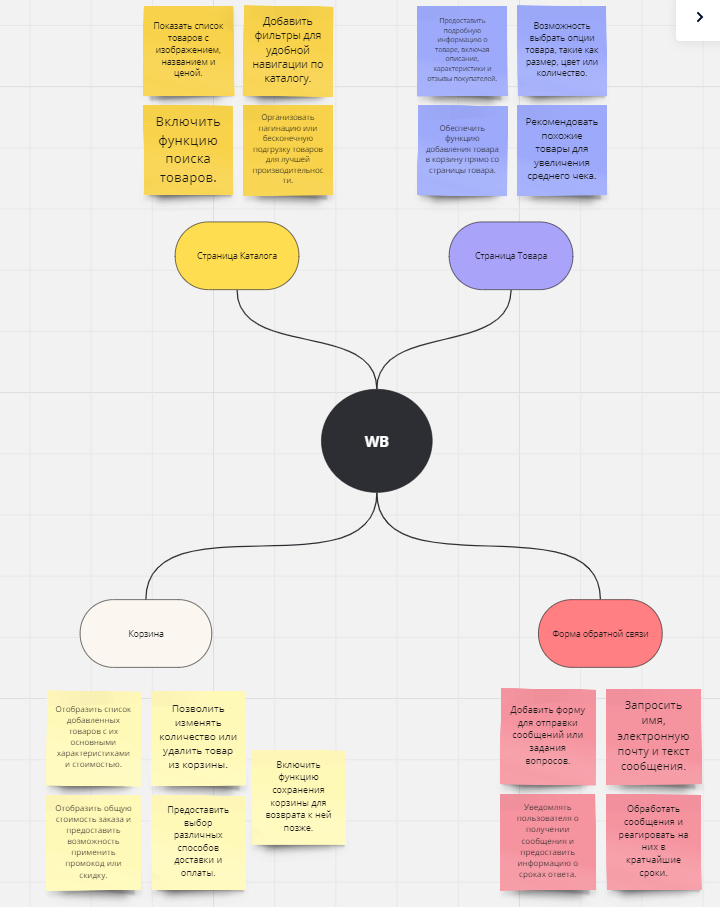 Показать список
товаров с
изображением,
названием и
ценой.
Добавить
фильтры для
удобной
навигации по
каталогу.
Включить
функцию
поиска
товаров.
Организовать
пагинацию или
бесконечную
подгрузку товаров
для лучшей
производительнос
ти.
Предоставить
подробную
информацию о
товаре, включая
описание,
характеристики и
отзывы покупателей.
Возможность
выбрать опции
товара, такие как
размер, цвет или
количество.
Обеспечить
функцию
добавления товара
в корзину прямо со
страницы товара.
Рекомендовать
похожие
товары для
увеличения
среднего чека.
Страница Каталога
Страница Товара
WB
Корзина
Форма обратной связи
Отобразить список
добавленных
товаров с их
основными
характеристиками
и стоимостью.
Позволить
изменять
количество или
удалить товар
из корзины.
Включить
функцию
сохранения
корзины для
возврата к ней
позже.
Отобразить общую
стоимость заказа и
предоставить
возможность
применить
промокод или
скидку.
Предоставить
выбор
различных
способов
доставки и
оплаты.
Добавить форму
для отправки
сообщений или
задания
вопросов.
Запросить
имя,
электронную
почту и текст
сообщения.
Уведомлять
пользователя о
получении
сообщения и
предоставить
информацию о
сроках ответа.
Обработать
сообщения и
реагировать на
них в
кратчайшие
сроки.